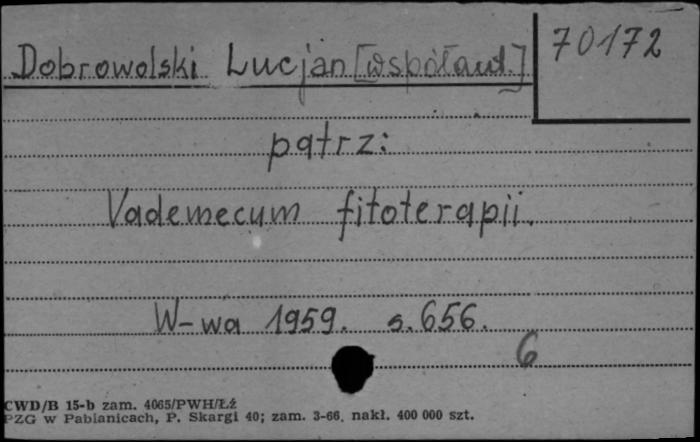 Dobrowolski Lucjan [współaut.]
70172
patrz:
Vademecum fitoterapii.
W-wa 1959. s. 656.
6
CWD/B 15-b zam. 4065/PWH/Łź
PZG w Pabianicach, P. Skargi 40; zam. 3-66. nakł. 400 000 szt.